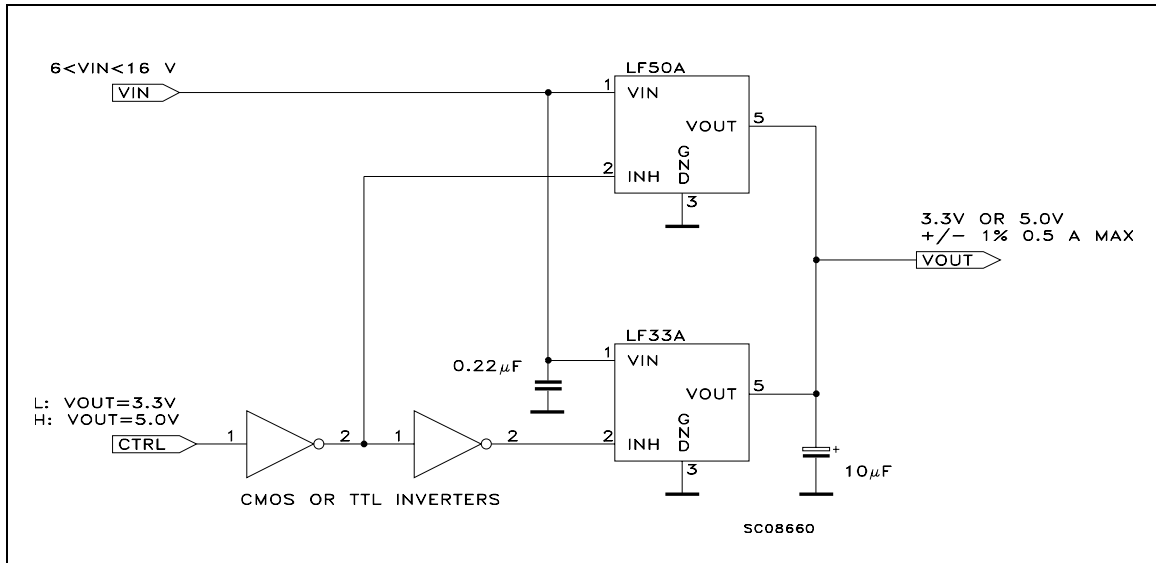 6<VIN<16 V
VIN
LF50A
1
VIN
VOUT
5
GND
2
INH
3
3.3V OR 5.0V
+/- 1% 0.5 A MAX
VOUT
LF33A
1
VIN
0.22µF
VOUT
5
L: VOUT=3.3V
H: VOUT=5.0V
CTRL
1
2
1
2
2
INH
GND
3
+
10µF
CMOS OR TTL INVERTERS
SC08660